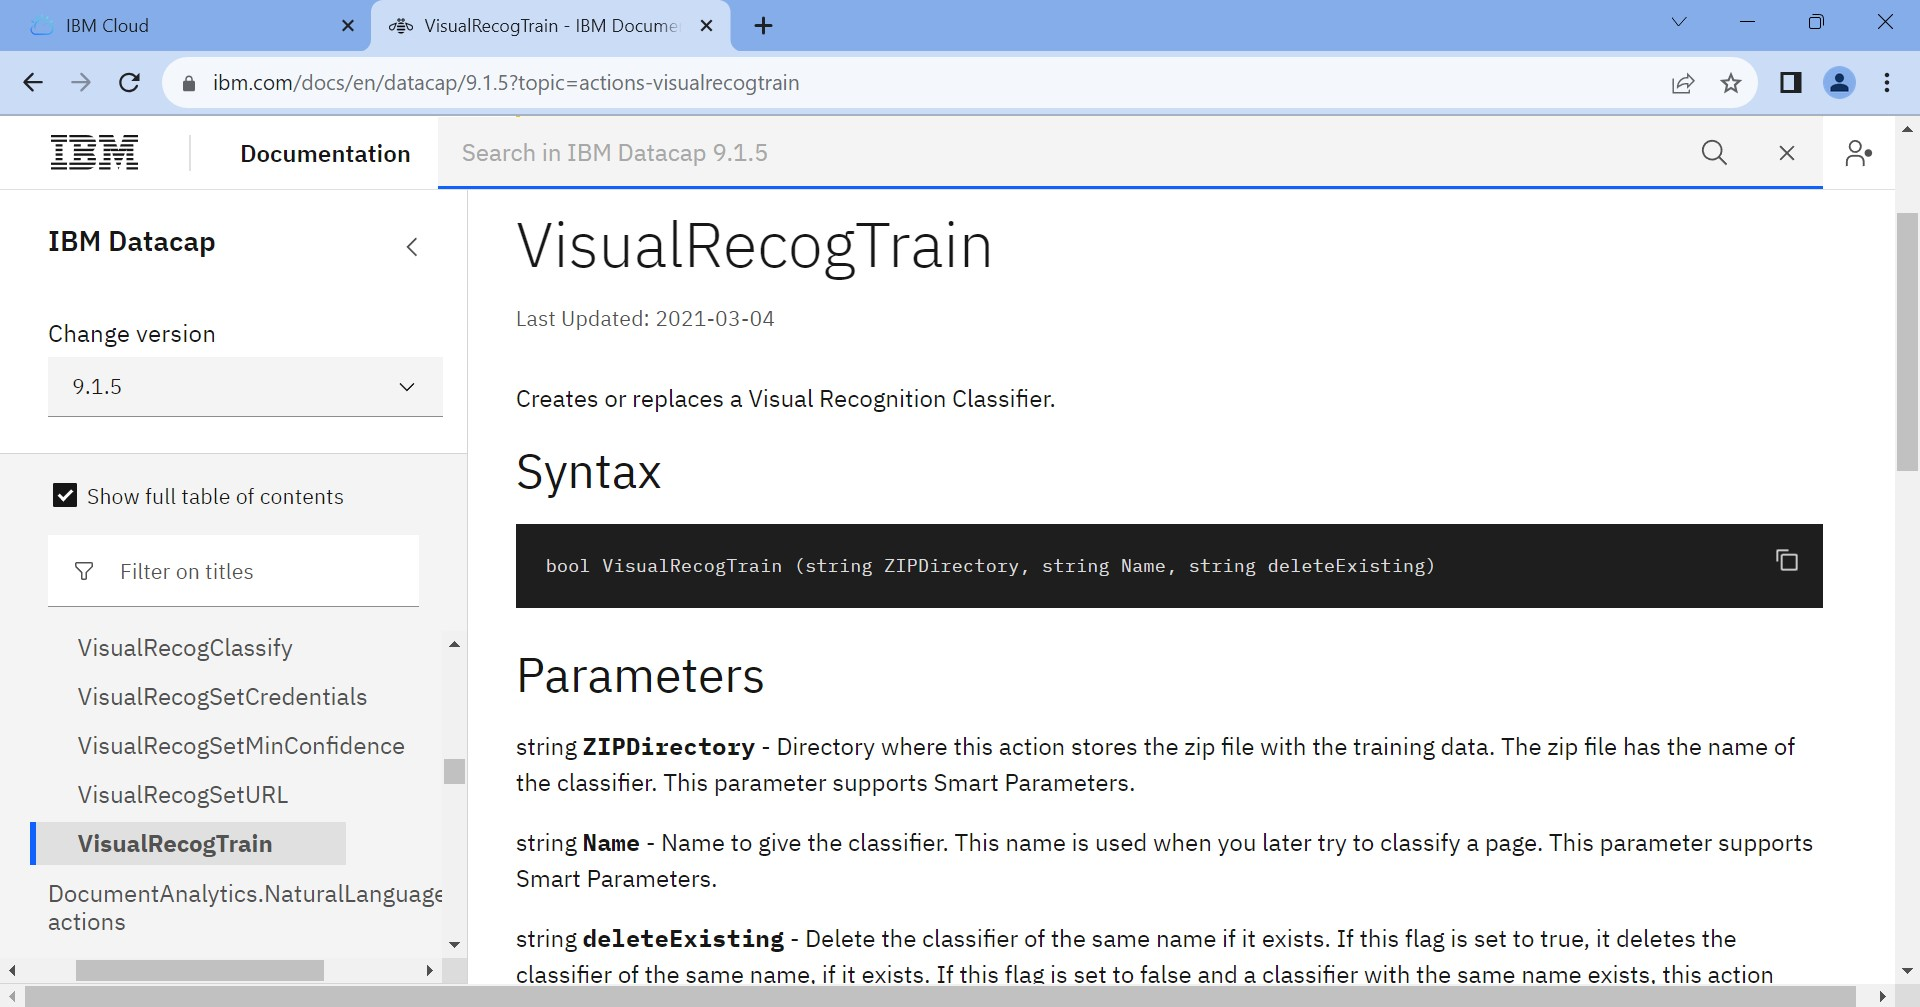 IBM Cloud
VisualRecogTrain - IBM Docume
ibm.com/docs/en/datacap/9.1.5?topic=actions-visualrecogtrain
IBM
Documentation
Search in IBM Datacap 9.1.5
IBM Datacap
Change version
9.1.5
Show full table of contents
Filter on titles
VisualRecogClassify
VisualRecogSetCredentials
VisualRecogSetMinConfidence
VisualRecogSetURL
VisualRecogTrain
DocumentAnalytics.NaturalLanguage
actions
VisualRecogTrain
Last Updated: 2021-03-04
Creates or replaces a Visual Recognition Classifier.
Syntax
bool VisualRecogTrain (string ZIPDirectory, string Name, string deleteExisting)
Parameters
string ZIPDirectory - Directory where this action stores the zip file with the training data. The zip file has the name of
the classifier. This parameter supports Smart Parameters.
string Name - Name to give the classifier. This name is used when you later try to classify a page. This parameter supports
Smart Parameters.
string deleteExisting - Delete the classifier of the same name if it exists. If this flag is set to true, it deletes the
classifier of the same name, if it exists. If this flag is set to false and a classifier with the same name exists, this action